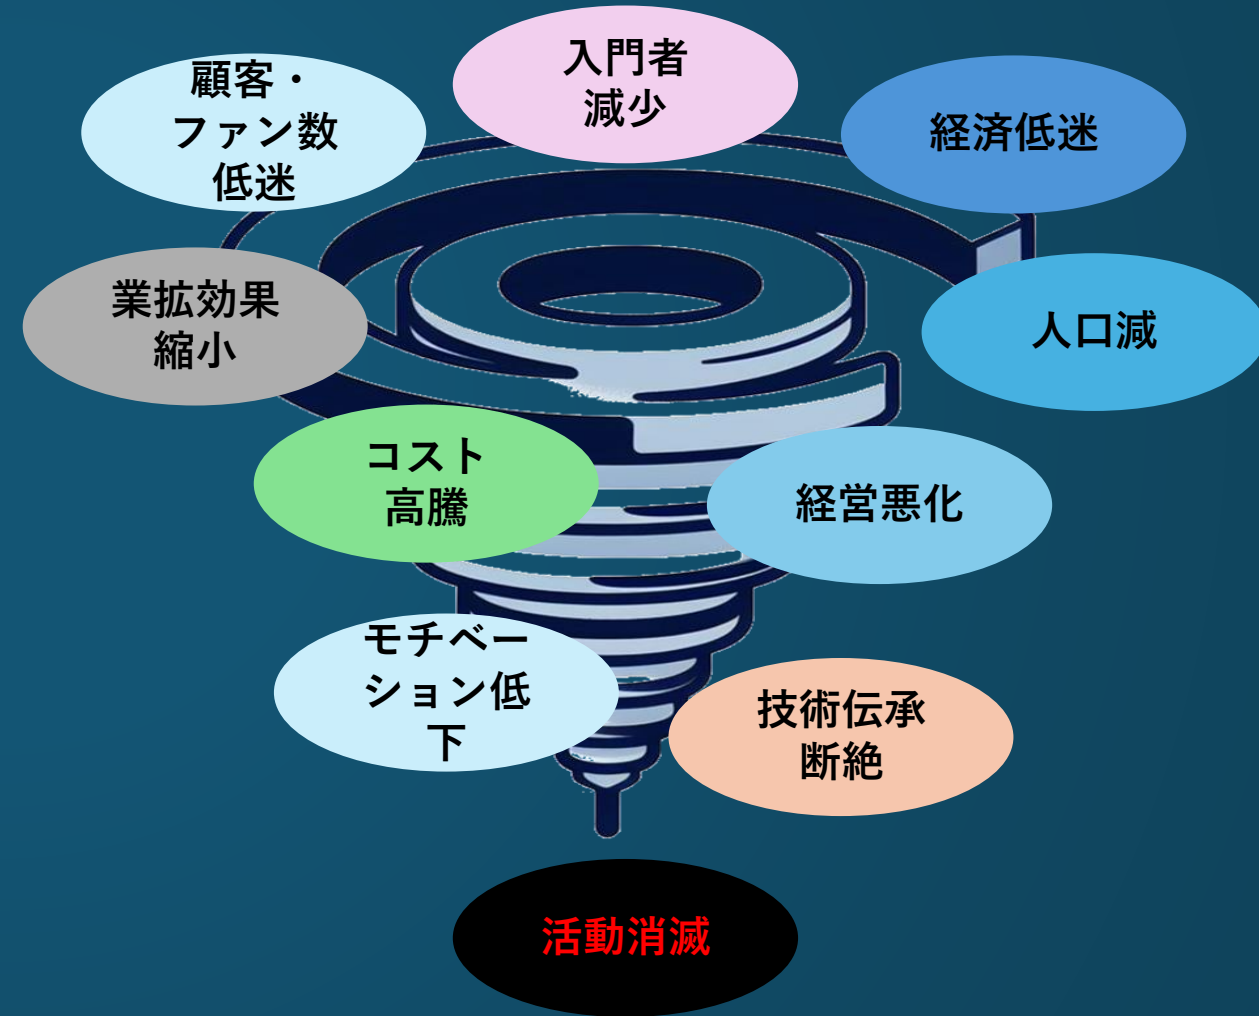 顧客・
ファン数
低迷
入門者
減少
経済低迷
業拡効果
縮小
人口減
コスト
高騰
経営悪化
モチベー
ション低
下
技術伝承
断絶
活動消滅